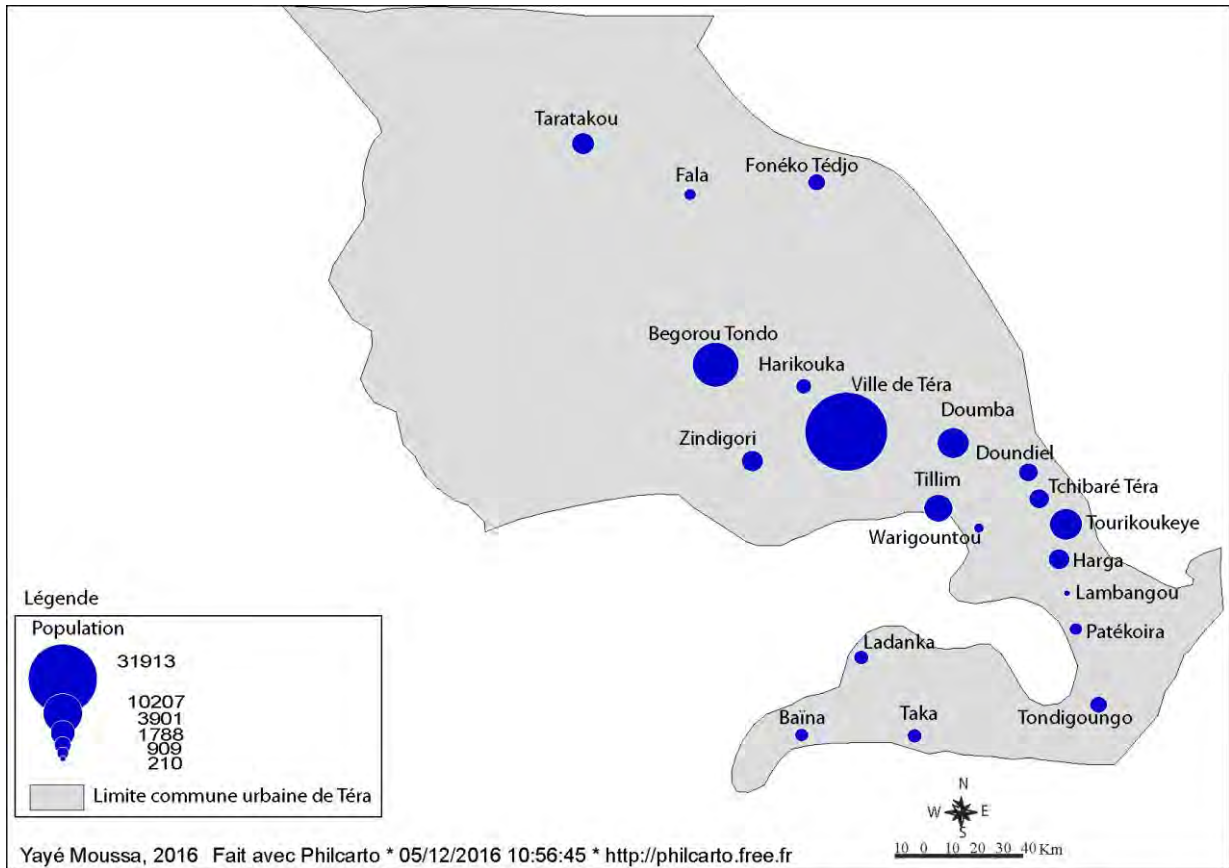 Taratakou
Fala
Fonéko Tédjo
Begorou Tondo
Harikouka
Ville de Téra
Doumba
Zindigori
Doundiel
Tillim
Tchibaré Téra
Warigountou
Tourikoukeye
Harga
Lambangou
Patékoira
Ladanka
Baïna
Taka
Tondigoungo
Légende
Population
31913
10207
3901
1788
909
210
Limite commune urbaine de Téra
N
W E
S
10 0 20 30 40 Km
Yayé Moussa, 2016 Fait avec Philcarto * 05/12/2016 10:56:45 * http://philcarto.free.fr